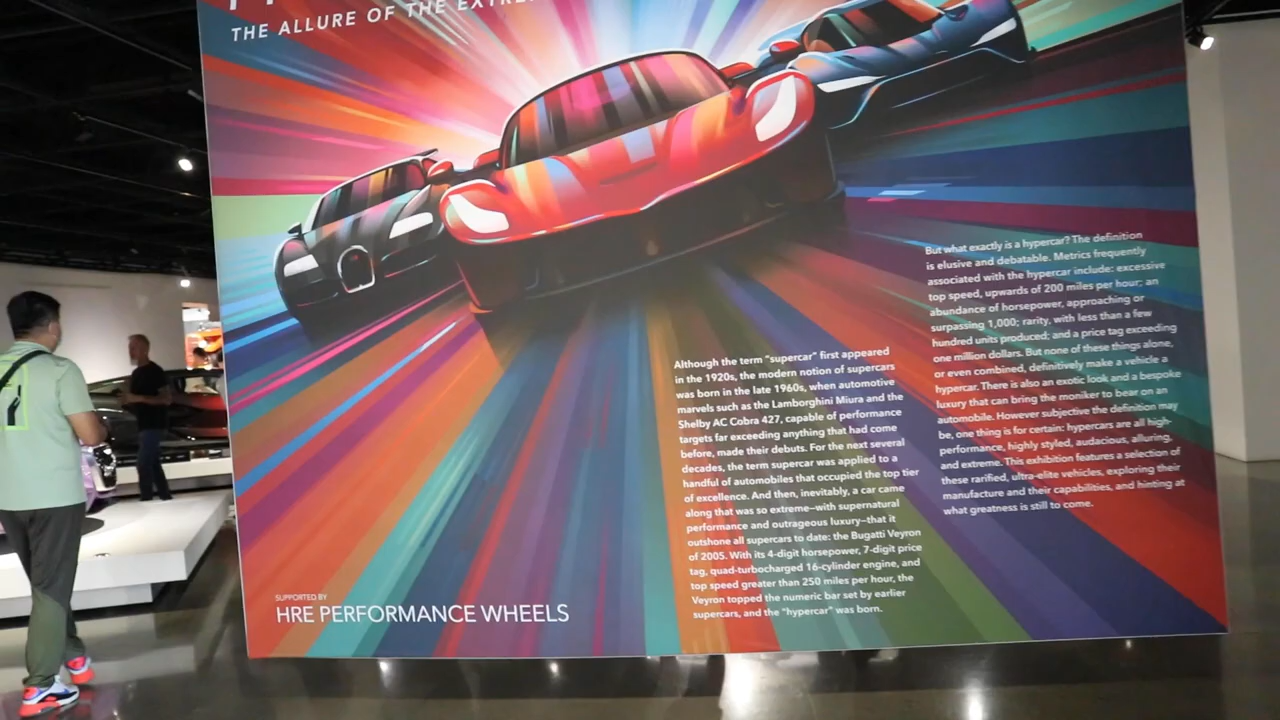 THE ALLURE OF THE
Although the term “supercar” first appeared
in the 1920s, the modern notion of supercars
was born in the late 1960s, when automotive
marvels such as the Lamborghini Miura and the
Shelby AC Cobra 427, capable of performance
targets far exceeding anything that had come
before, made their debuts. For the next several
decades, the term supercar was applied to a
handful of automobiles that occupied the top tier
of excellence. And then, inevitably, a car came
along that was so extreme—with supernatural
performance and outrageous luxury—that it
outshone all supercars to date: the Bugatti Veyron
of 2005. With its 4-digit horsepower, 7-digit price
tag, quad-turbocharged 16-cylinder engine, and
top speed greater than 250 miles per hour, the
Veyron topped the numeric bar set by earlier
supercars, and the “hypercar” was born.
But what exactly is a hypercar? The definition
is elusive and debatable. Metrics frequently
associated with the hypercar include: excessive
top speed, upwards of 200 miles per hour; an
abundance of horsepower, approaching or
surpassing 1,000; rarity, with less than a few
hundred units produced; and a price tag exceeding
one million dollars. But none of these things alone,
or even combined, definitively make a vehicle a
hypercar. There is also an exotic look and a bespoke
luxury that can bring the moniker to bear on an
automobile. However subjective the definition may
be, one thing is for certain: hypercars are all high-
performance, highly styled, audacious, alluring,
and extreme. This exhibition features a selection of
these rarified, ultra-elite vehicles, exploring their
manufacture and their capabilities, and hinting at
what greatness is still to come.
SUPPORTED BY
HRE PERFORMANCE WHEELS